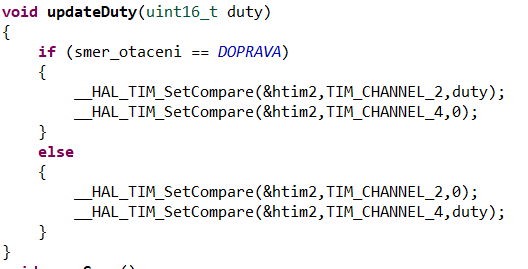 void updateDuty(uint16_t duty)
{
if (smer_otaceni == DOPRAVA)
{
__HAL_TIM_SetCompare(&htim2,TIM_CHANNEL_2,duty);
__HAL_TIM_SetCompare(&htim2,TIM_CHANNEL_4,0);
}
else
{
__HAL_TIM_SetCompare(&htim2,TIM_CHANNEL_2,0);
__HAL_TIM_SetCompare(&htim2,TIM_CHANNEL_4,duty);
}
}